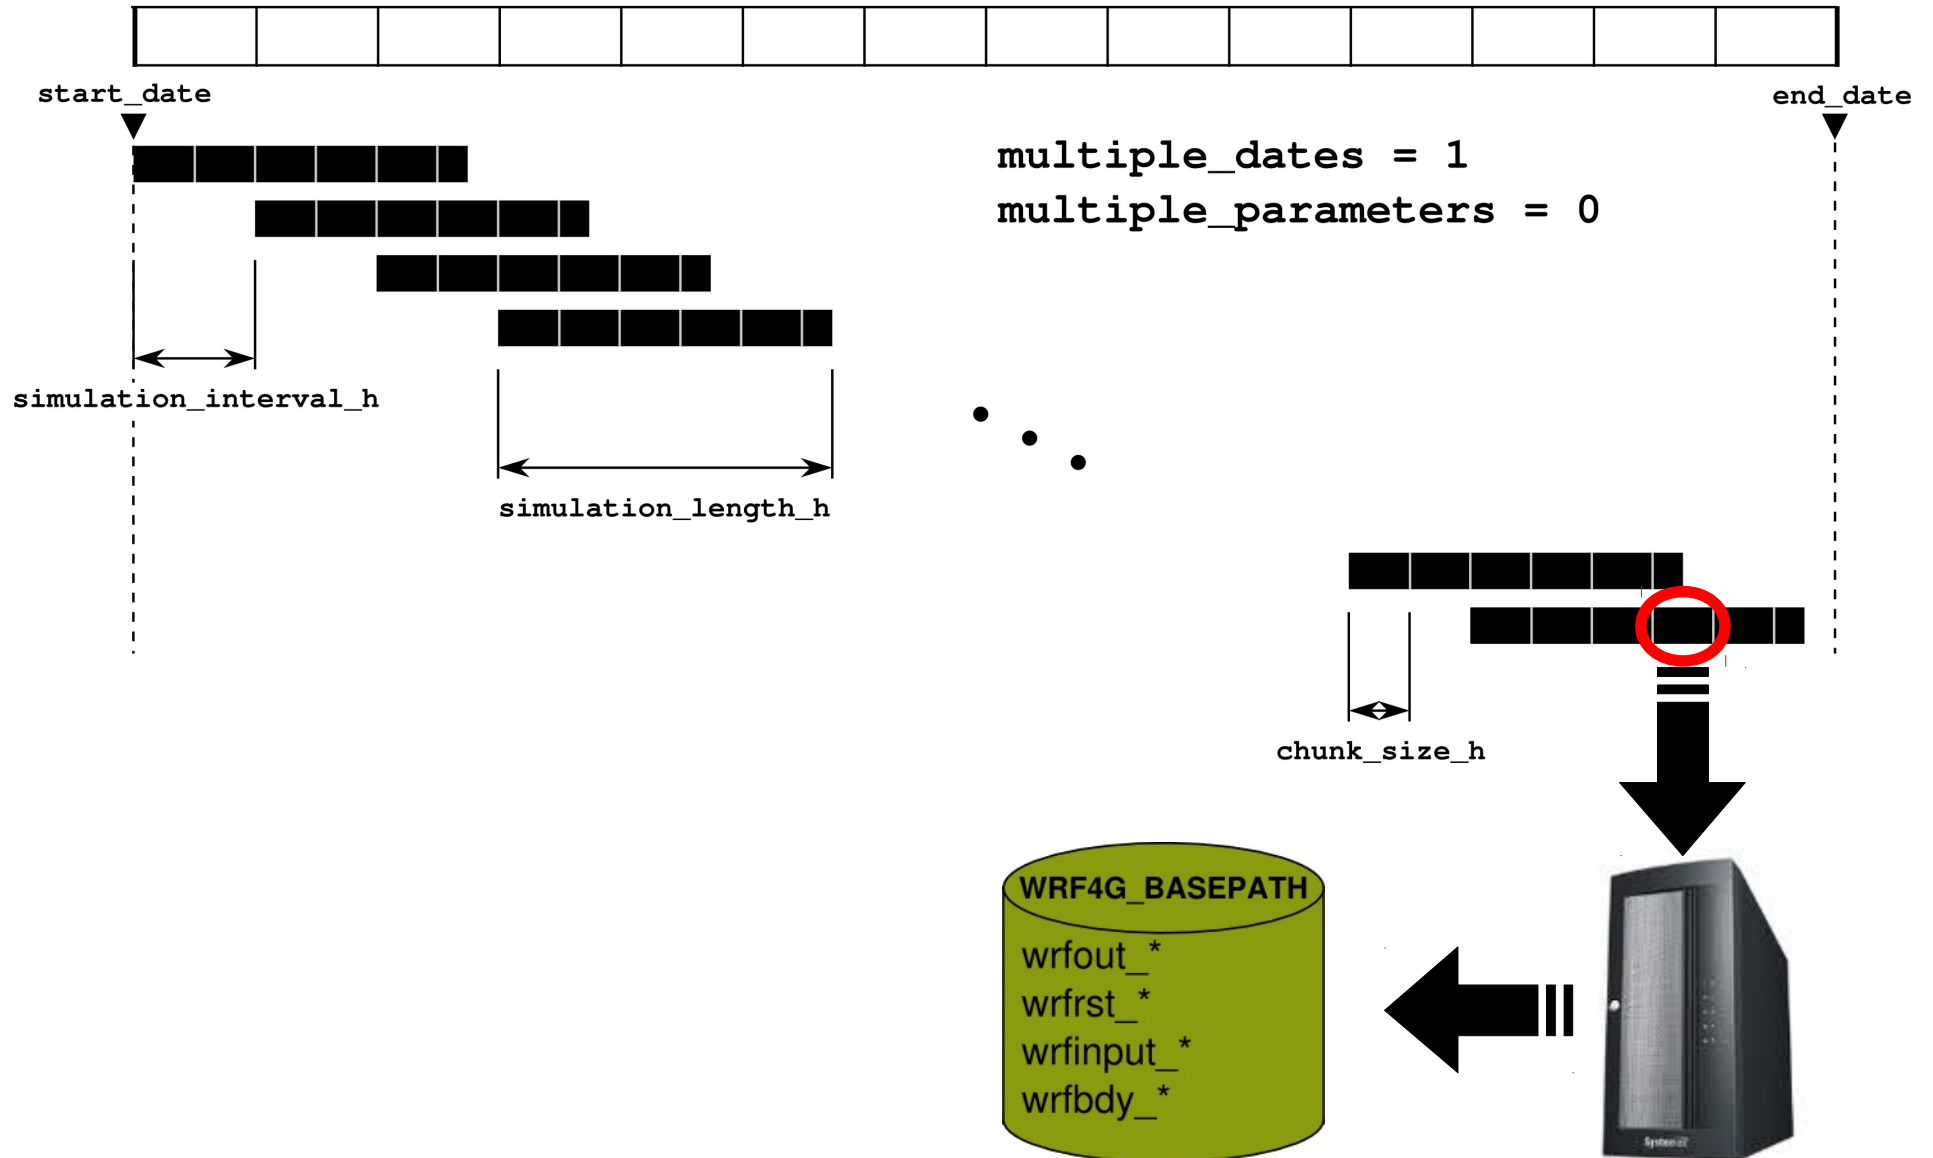 start_date
end_date
multiple_dates = 1
multiple_parameters = 0
simulation_interval_h
simulation_length_h
chunk_size_h
WRF4G_BASEPATH
wrfout_*
wrfrst_*
wrfinput_*
wrfbdy_*